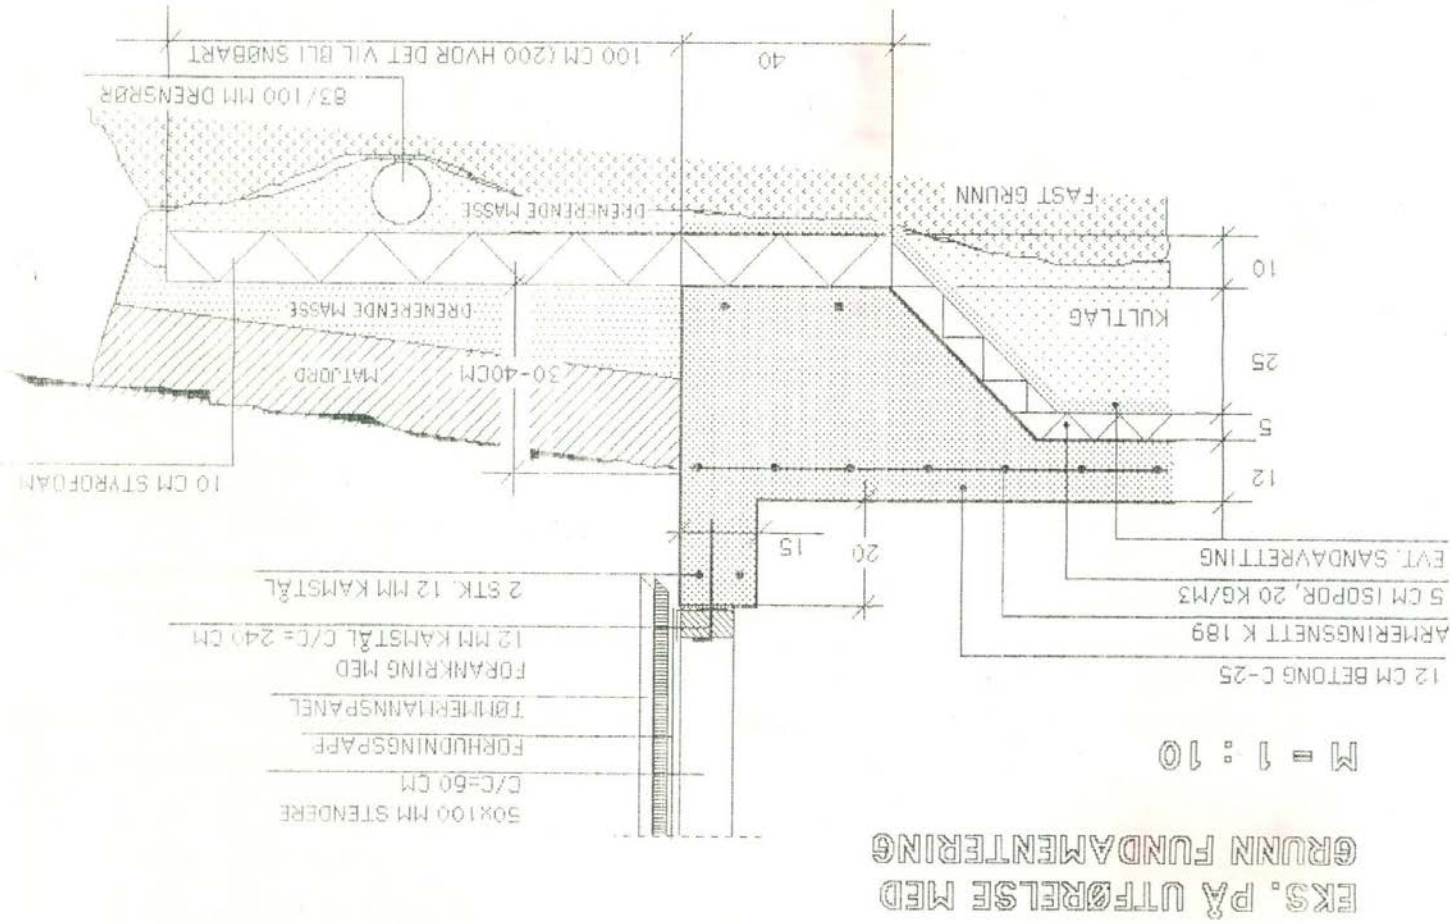 EKS. PÅ UTFØRELSE MED
GRUNN FUNDAMENTERING
M = 1 : 10
50x100 MM STENDERE
C/C=60 CM
FORHUDNINGSPAPP
TØMMERMANNSPANEL
FORANKRING MED
12 MM KAMSTÅL C/C= 240 CM
2 STK. 12 MM KAMSTÅL
12 CM BETONG C-25
ARMERINGSNETT K 189
5 CM ISOPOR, 20 KG/M3
EVT. SANDAVRETTING
20
15
10 CM STYROFOAM
12
5
25
10
30-40CM
MATJORD
KULTLAG
DRENERENDE MASSE
FAST GRUNN
DRENERENDE MASSE
83/100 MM DRENSRØR
40
100 CM (200 HVOR DET VIL BLI SNØBART